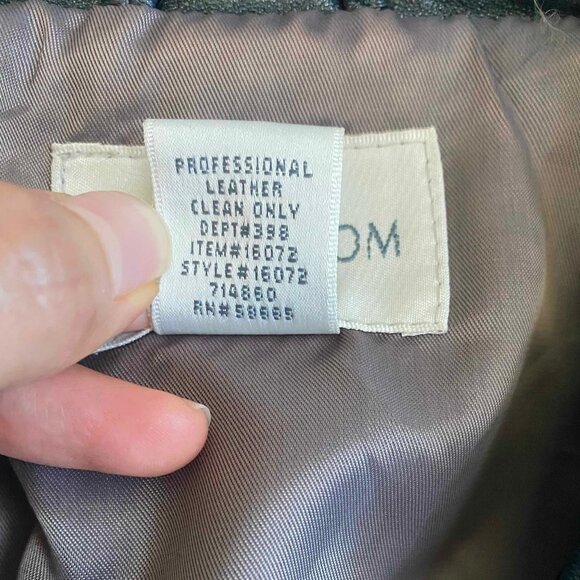 PROFESSIONAL
LEATHER
CLEAN ONLY
DEPT#398
ITEM#16072
STYLE#16072
714860
RN#58665
OM